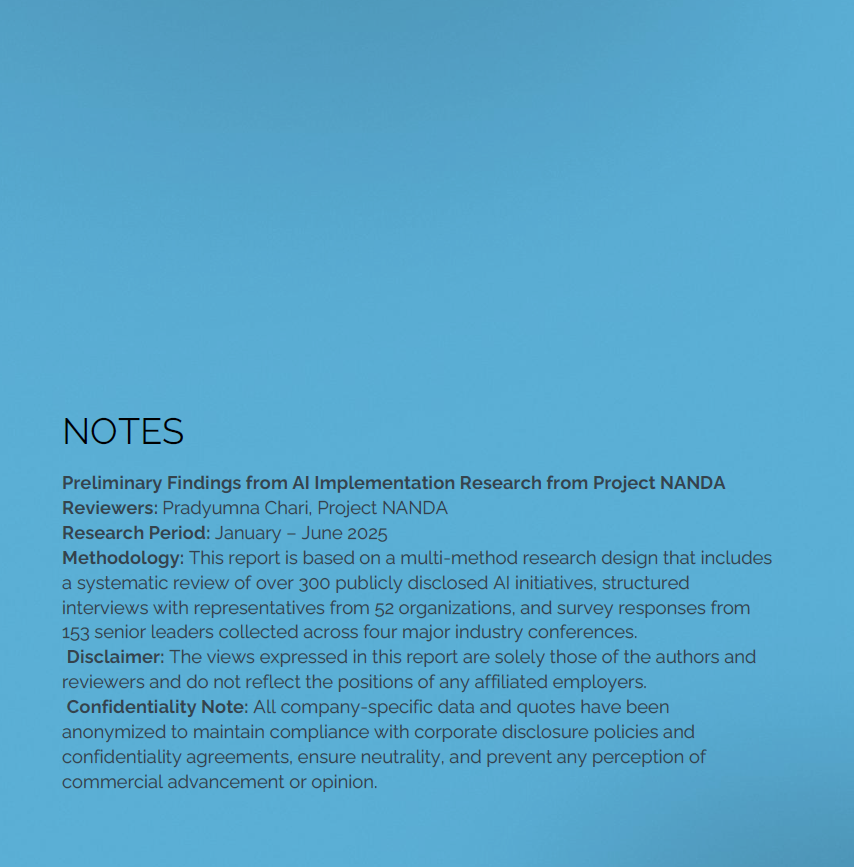 NOTES
Preliminary Findings from AI Implementation Research from Project NANDA
Reviewers: Pradyumna Chari, Project NANDA
Research Period: January – June 2025
Methodology: This report is based on a multi-method research design that includes
a systematic review of over 300 publicly disclosed AI initiatives, structured
interviews with representatives from 52 organizations, and survey responses from
153 senior leaders collected across four major industry conferences.
Disclaimer: The views expressed in this report are solely those of the authors and
reviewers and do not reflect the positions of any affiliated employers.
Confidentiality Note: All company-specific data and quotes have been
anonymized to maintain compliance with corporate disclosure policies and
confidentiality agreements, ensure neutrality, and prevent any perception of
commercial advancement or opinion.